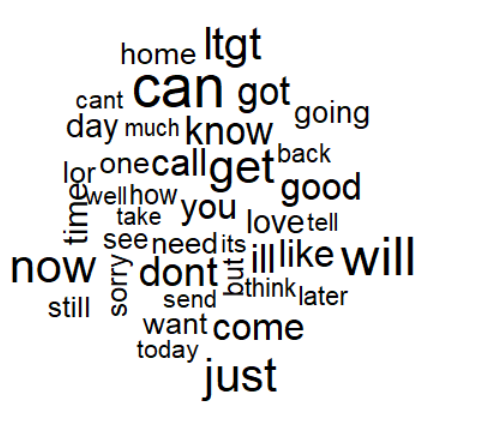 home ltgt
cant can got
going
day much know
lor one call get back
well how good
time take you
love tell
see need its
now sorry dont but ill like will
still send think later
want come
today
just